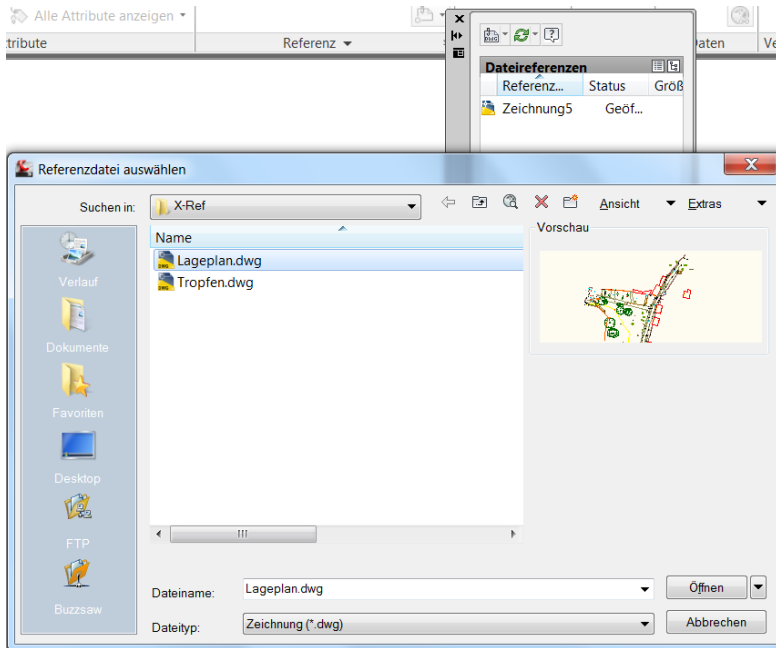 Alle Attribute anzeigen
ttribute
Referenz
aten
Ve
DWG
Dateireferenzen
Referenz... Status Größ
Zeichnung5 Geöf...
Referenzdatei auswählen
Suchen in: X-Ref Ansicht Extras
Name
Vorschau
Lageplan.dwg
Tropfen.dwg
Verlauf
Dokumente
Favoriten
Desktop
FTP
Buzzsaw
Dateiname: Lageplan.dwg Öffnen
Dateityp: Zeichnung (*.dwg) Abbrechen